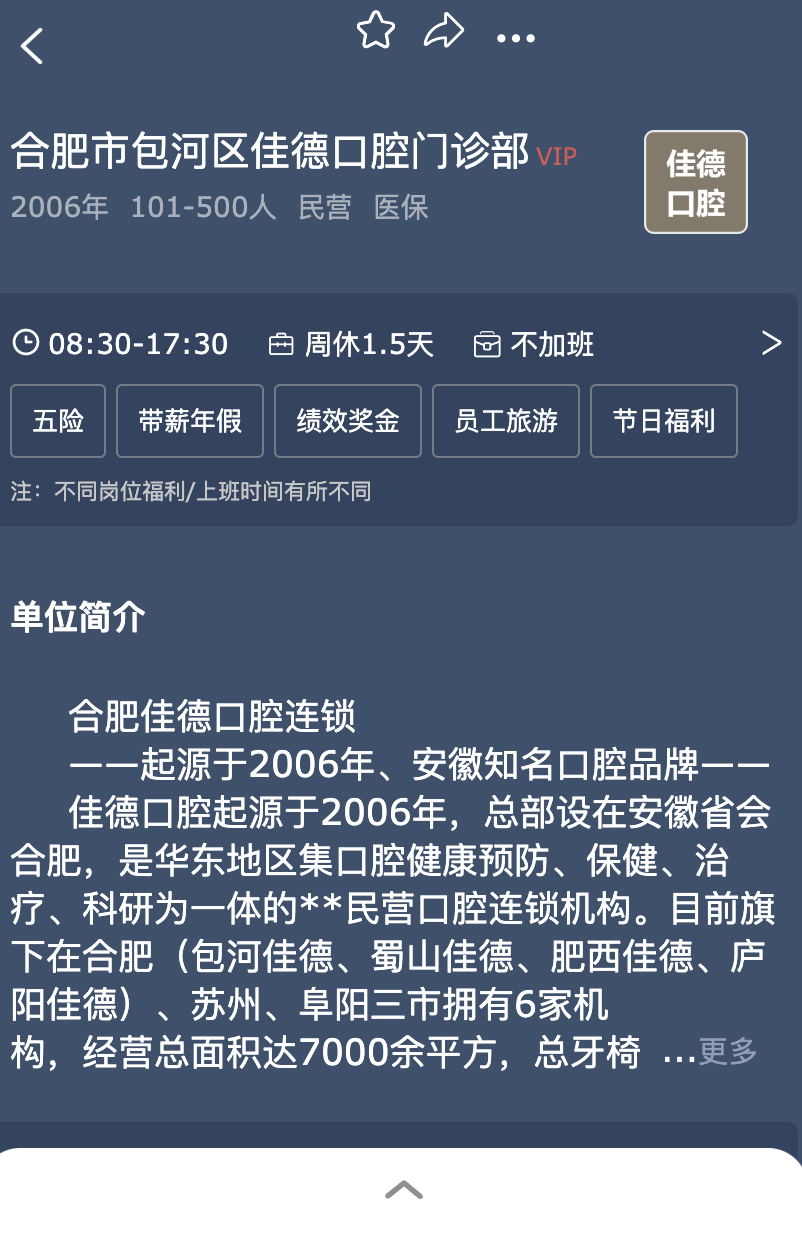 合肥市包河区佳德口腔门诊部 VIP
2006年 101-500人 民营 医保
佳德
口腔
08:30-17:30 周休1.5天 不加班
五险 带薪年假 绩效奖金 员工旅游 节日福利
注：不同岗位福利/上班时间有所不同
单位简介
合肥佳德口腔连锁
一一起源于2006年、安徽知名口腔品牌一一
佳德口腔起源于2006年，总部设在安徽省会
合肥，是华东地区集口腔健康预防、保健、治
疗、科研为一体的**民营口腔连锁机构。目前旗
下在合肥（包河佳德、蜀山佳德、肥西佳德、庐
阳佳德）、苏州、阜阳三市拥有6家机
构，经营总面积达7000余平方，总牙椅 ...更多